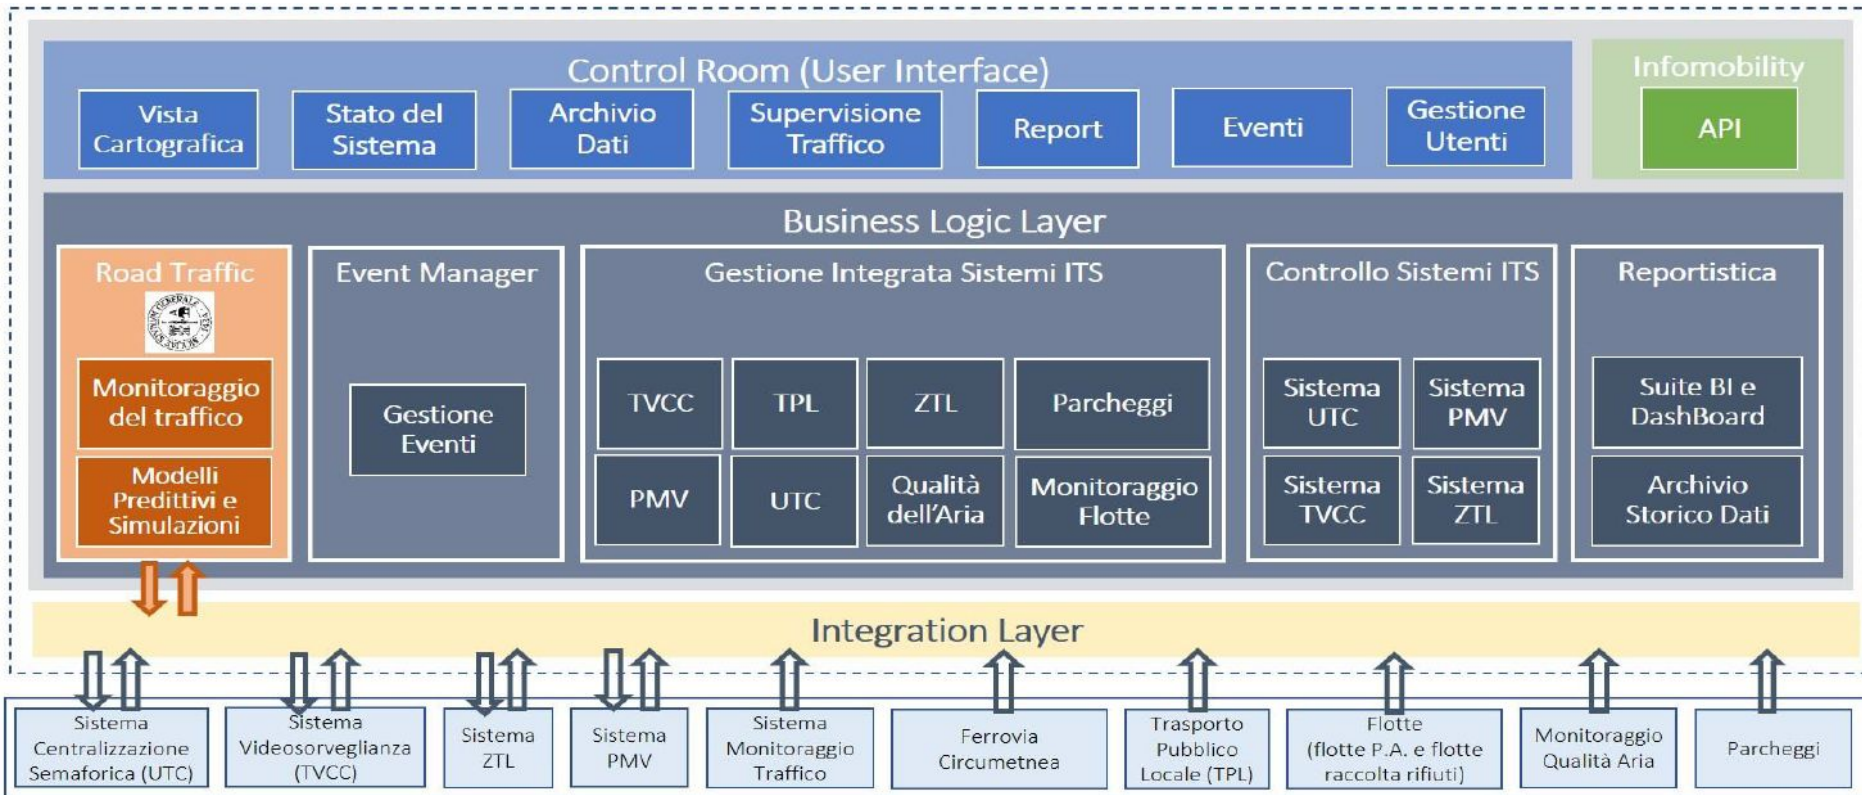 Control Room (User Interface)
Vista
Cartografica
Stato del
Sistema
Archivio
Dati
Supervisione
Traffico
Report
Eventi
Gestione
Utenti
Infomobility
API
Business Logic Layer
Road Traffic
Monitoraggio
del traffico
Modelli
Predittivi e
Simulazioni
Event Manager
Gestione
Eventi
Gestione Integrata Sistemi ITS
TVCC
TPL
ZTL
Parcheggi
PMV
UTC
Qualità
dell'Aria
Monitoraggio
Flotte
Controllo Sistemi ITS
Sistema
UTC
Sistema
PMV
Sistema
TVCC
Sistema
ZTL
Reportistica
Suite BI e
DashBoard
Archivio
Storico Dati
Integration Layer
Sistema
Centralizzazione
Semaforica (UTC)
Sistema
Videosorveglianza
(TVCC)
Sistema
ZTL
Sistema
PMV
Sistema
Monitoraggio
Traffico
Ferrovia
Circumetnea
Trasporto
Pubblico
Locale (TPL)
Flotte
(flotte P.A. e flotte
raccolta rifiuti)
Monitoraggio
Qualità Aria
Parcheggi